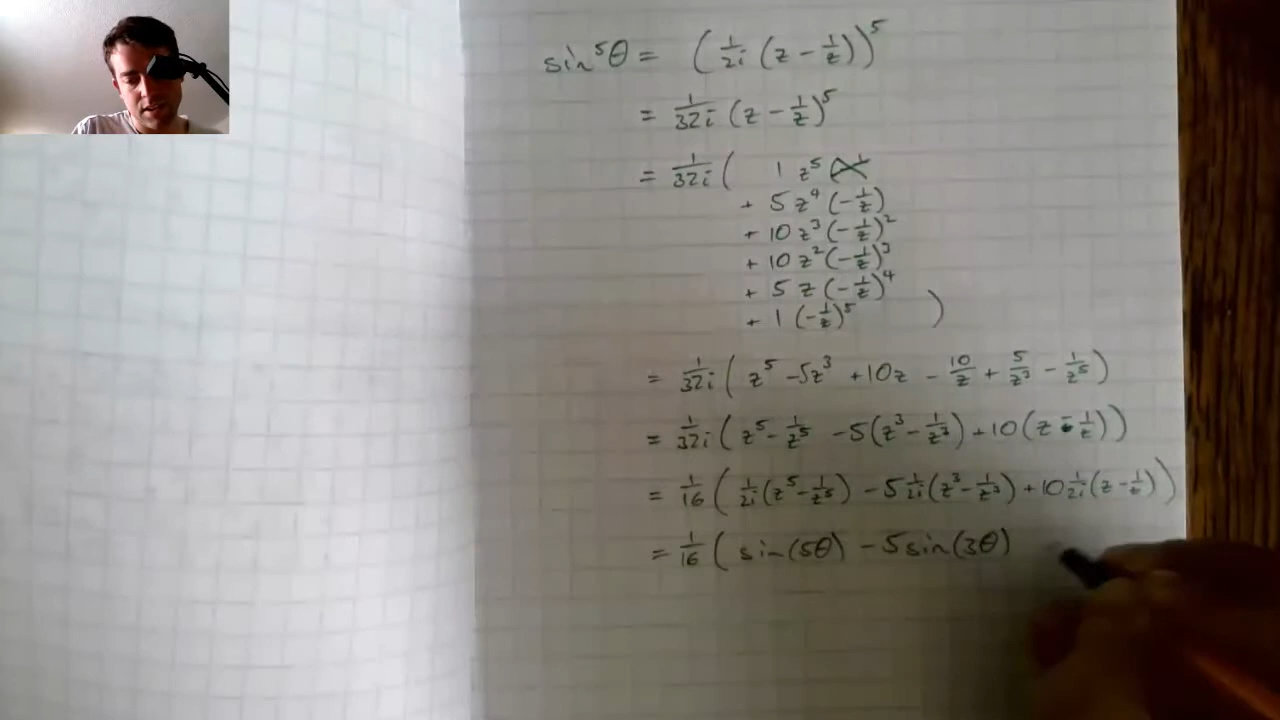 sin⁵θ = (1/2i (z − 1/z))⁵
= 1/32i (z − 1/z)⁵
= 1/32i ( 1 z⁵
+ 5 z⁴ (−1/z)
+ 10 z³ (−1/z)²
+ 10 z² (−1/z)³
+ 5 z (−1/z)⁴
+ 1 (−1/z)⁵ )
= 1/32i ( z⁵ − 5z³ + 10z − 10/z + 5/z³ − 1/z⁵ )
= 1/32i ( z⁵ − 1/z⁵ − 5(z³ − 1/z³) + 10(z − 1/z))
= 1/16 ( 1/2i (z⁵ − 1/z⁵) − 5 1/2i (z³ − 1/z³) + 10 1/2i (z − 1/z))
= 1/16 ( sin(5θ) − 5 sin(3θ)